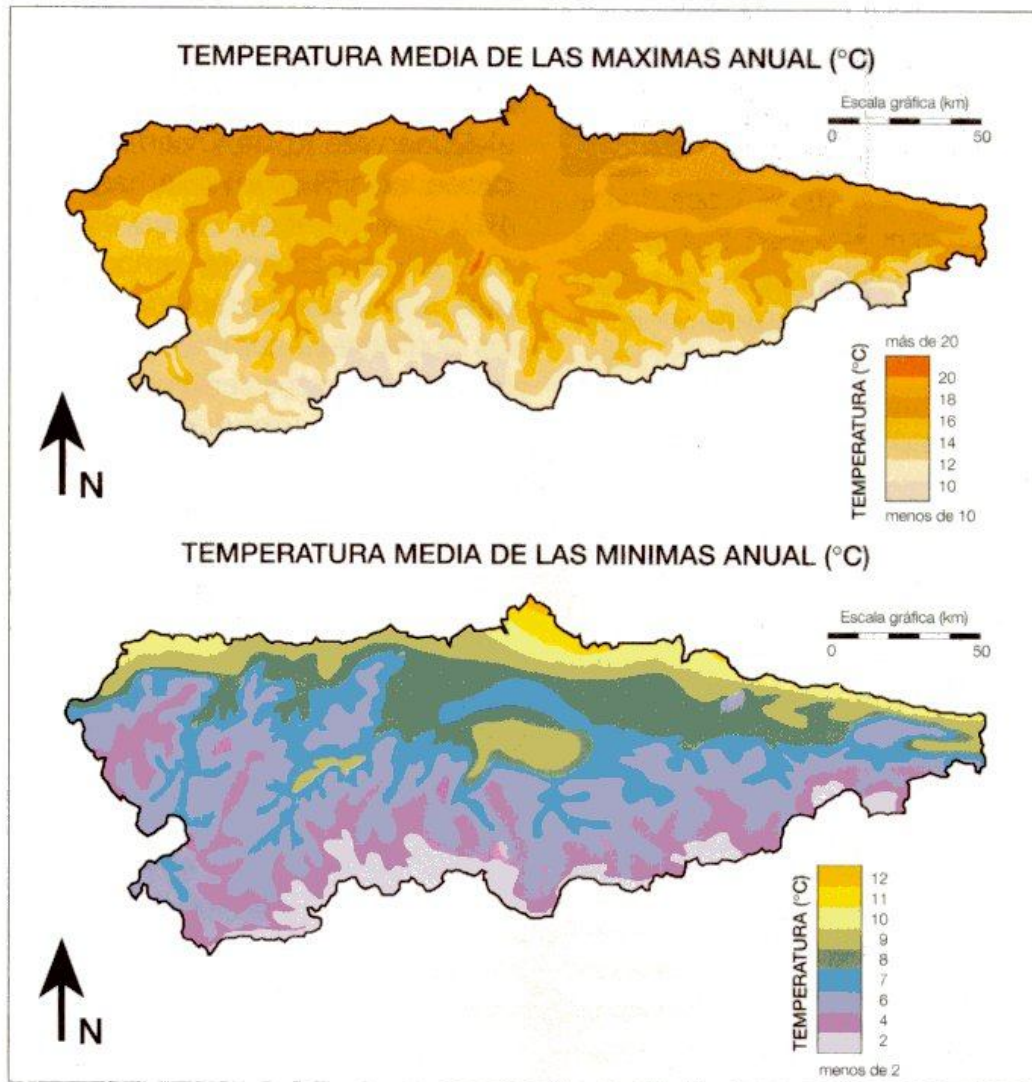 TEMPERATURA MEDIA DE LAS MAXIMAS ANUAL (°C)
Escala gráfica (km)
0 50
más de 20
20
18
16
14
12
10
menos de 10
TEMPERATURA (°C)
N
TEMPERATURA MEDIA DE LAS MINIMAS ANUAL (°C)
Escala gráfica (km)
0 50
12
11
10
9
8
7
6
4
2
menos de 2
TEMPERATURA (°C)
N